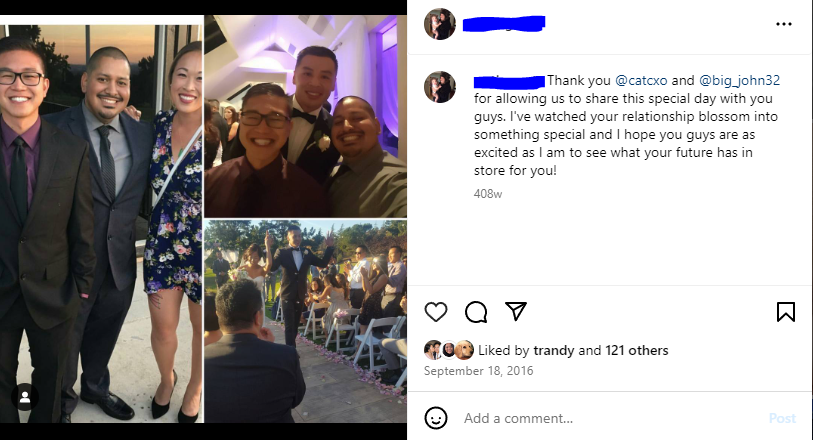 Thank you @catcxo and @big_john32
for allowing us to share this special day with you
guys. I've watched your relationship blossom into
something special and I hope you guys are as
excited as I am to see what your future has in
store for you!
408w
Liked by trandy and 121 others
September 18, 2016
Add a comment...
Post